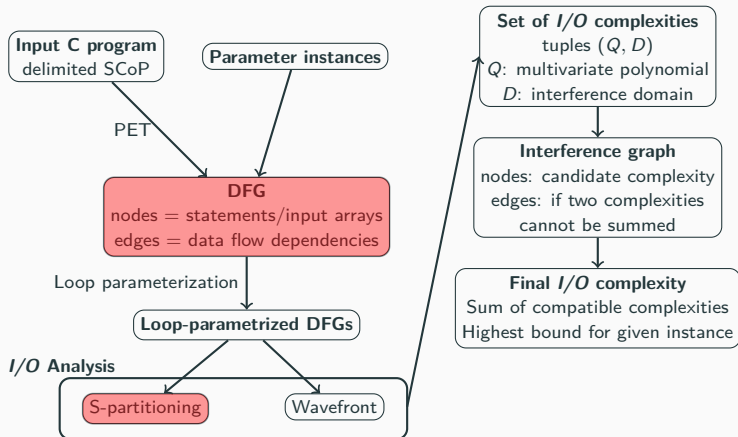 Input C program
delimited SCoP
Parameter instances
PET
DFG
nodes = statements/input arrays
edges = data flow dependencies
Loop parameterization
Loop-parametrized DFGs
I/O Analysis
S-partitioning
Wavefront
Set of I/O complexities
tuples (Q, D)
Q: multivariate polynomial
D: interference domain
Interference graph
nodes: candidate complexity
edges: if two complexities
cannot be summed
Final I/O complexity
Sum of compatible complexities
Highest bound for given instance